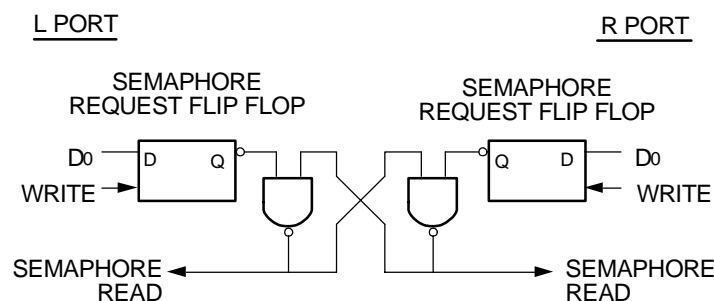 L PORT
R PORT
SEMAPHORE
REQUEST FLIP FLOP
SEMAPHORE
REQUEST FLIP FLOP
D0
D
Q
WRITE
Q
D
D0
WRITE
SEMAPHORE
READ
SEMAPHORE
READ